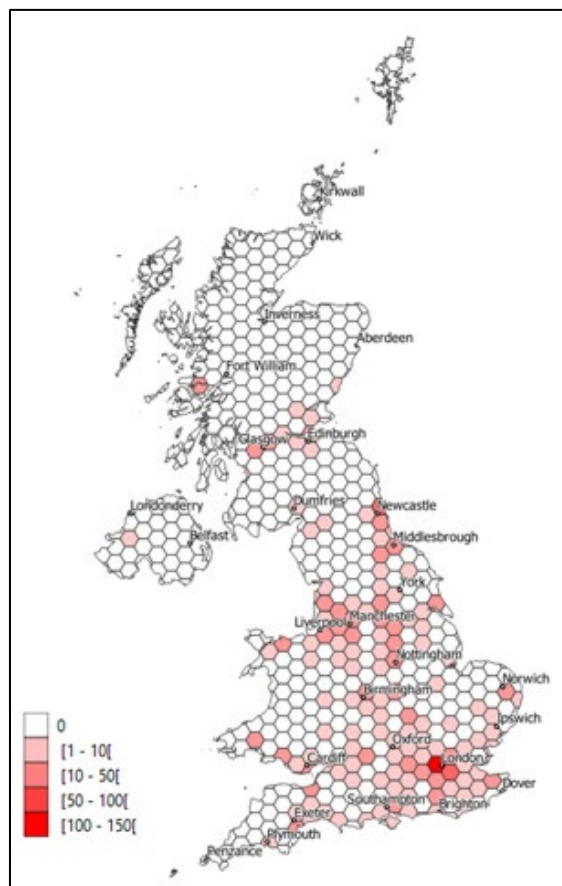 Kirkwall
Wick
Inverness
Aberdeen
Fort William
Glasgow
Edinburgh
Londonderry
Belfast
Dumfries
Newcastle
Middlesbrough
York
Liverpool
Manchester
Nottingham
Norwich
Birmingham
Ipswich
Oxford
Cardiff
London
Dover
Southampton
Brighton
Exeter
Plymouth
Penzance
0
[1 - 10[
[10 - 50[
[50 - 100[
[100 - 150[